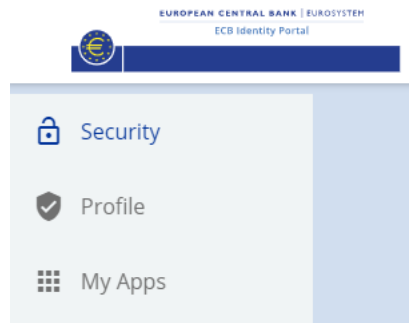 EUROPEAN CENTRAL BANK | EUROSYSTEM
ECB Identity Portal
Security
Profile
My Apps